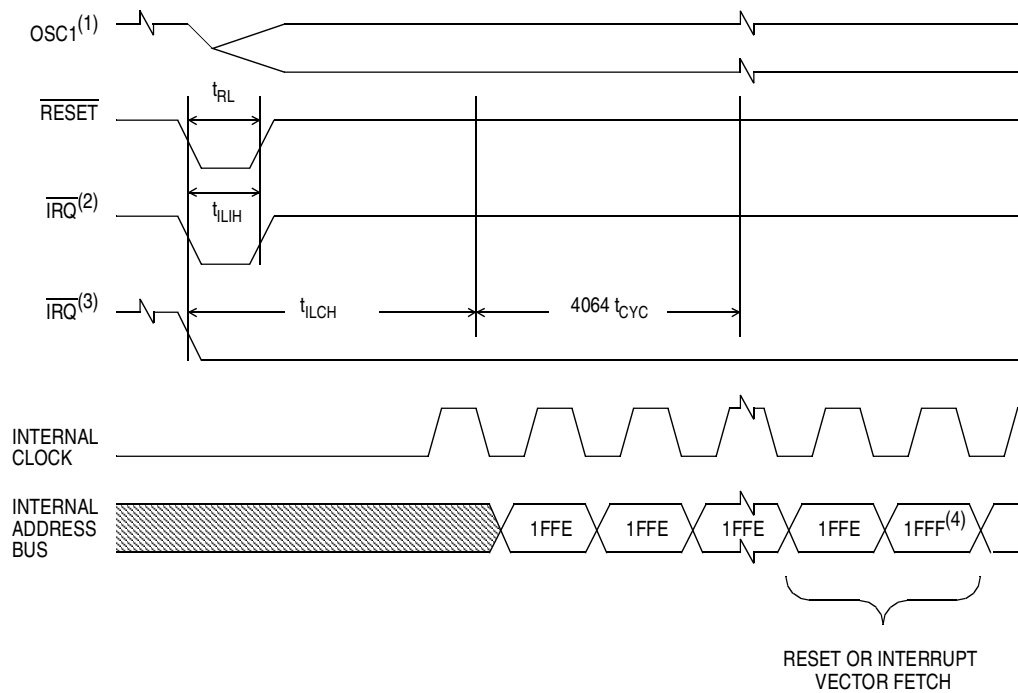 OSC1(1)
tRL
RESET
IRQ(2)
tILIH
IRQ(3)
tILCH
4064 tCYC
INTERNAL
CLOCK
INTERNAL
ADDRESS
BUS
1FFE
1FFE
1FFE
1FFE
1FFF(4)
RESET OR INTERRUPT
VECTOR FETCH